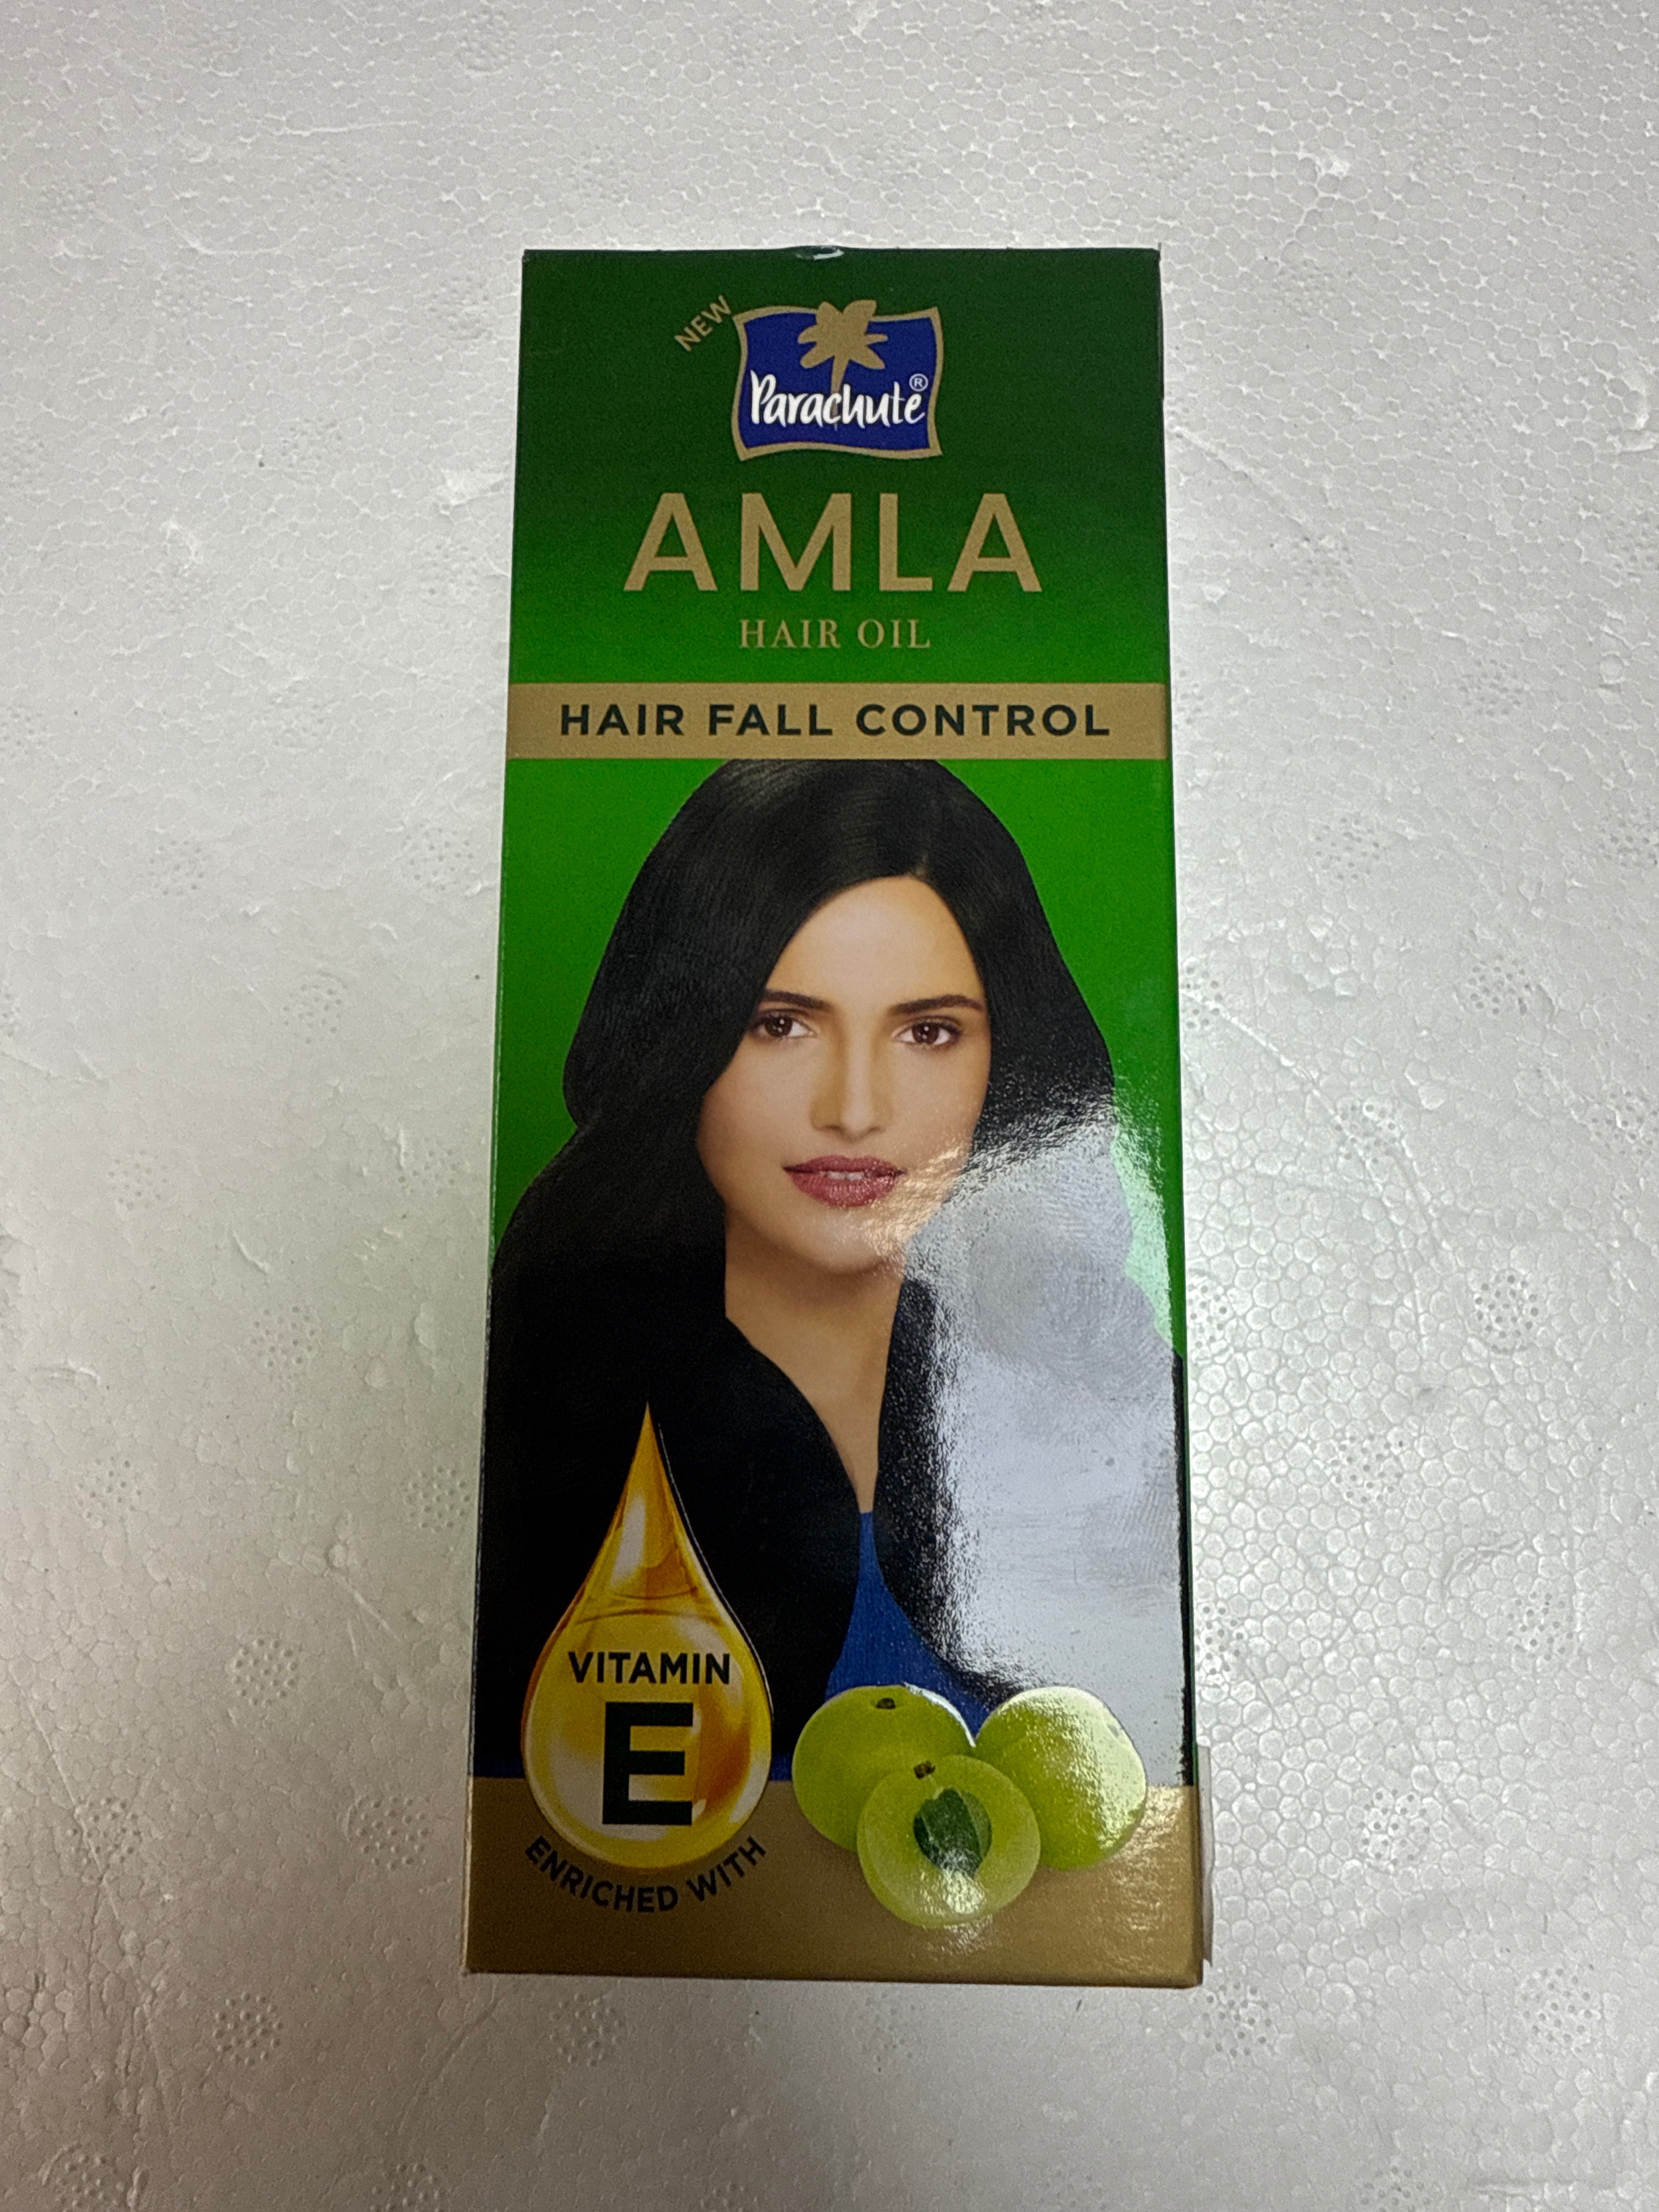 NEW
Parachute®
AMLA
HAIR OIL
HAIR FALL CONTROL
VITAMIN
E
ENRICHED WITH